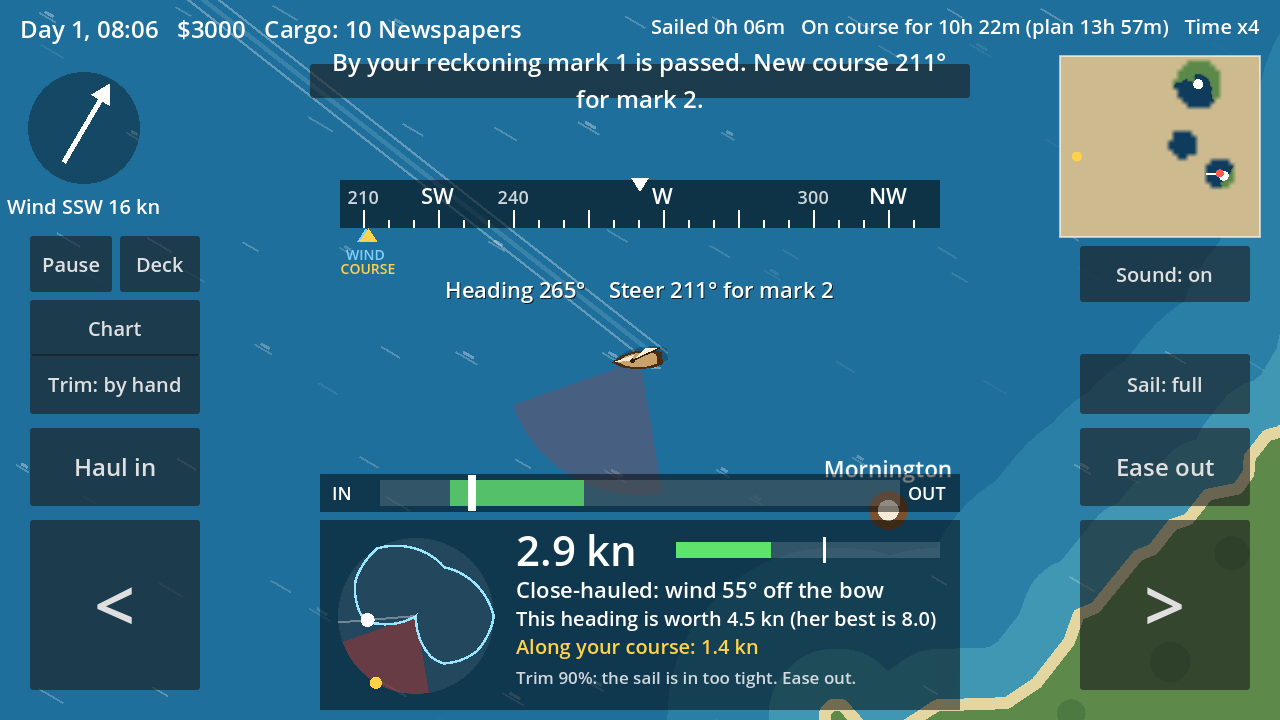 Day 1, 08:06 $3000 Cargo: 10 Newspapers
Sailed 0h 06m On course for 10h 22m (plan 13h 57m) Time x4
By your reckoning mark 1 is passed. New course 211°
for mark 2.
Wind SSW 16 kn
Pause
Deck
Chart
Trim: by hand
Haul in
<
210 SW 240 W 300 NW
WIND
COURSE
Heading 265° Steer 211° for mark 2
Sound: on
Sail: full
Ease out
>
Mornington
IN
OUT
2.9 kn
Close-hauled: wind 55° off the bow
This heading is worth 4.5 kn (her best is 8.0)
Along your course: 1.4 kn
Trim 90%: the sail is in too tight. Ease out.